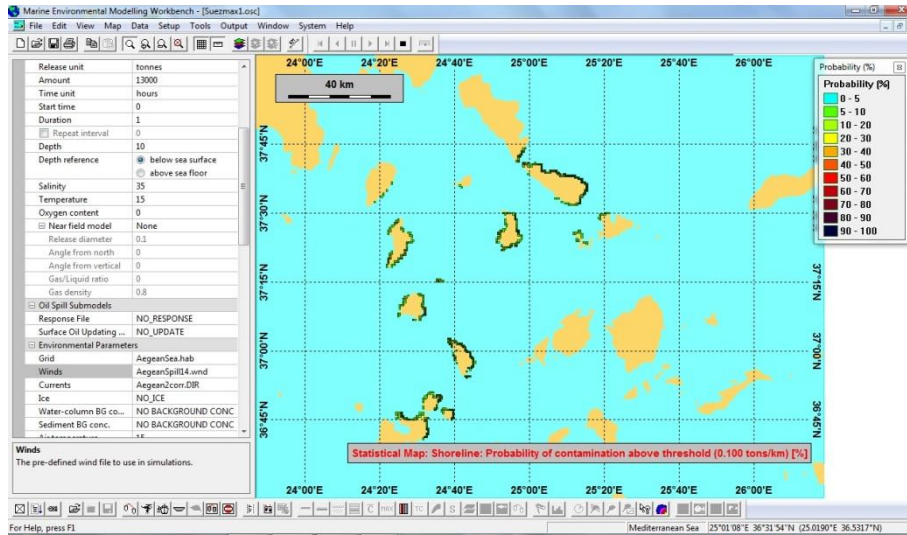 Marine Environmental Modelling Workbench - [Suezmax1.osc]
File Edit View Map Data Setup Tools Output Window System Help
Release unit tonnes
Amount 13000
Time unit hours
Start time 0
Duration 1
Repeat interval 0
Depth 10
Depth reference below sea surface
above sea floor
Salinity 35
Temperature 15
Oxygen content 0
Near field model None
Release diameter 0.1
Angle from north 0
Angle from vertical 0
Gas/Liquid ratio 0
Gas density 0.8
Oil Spill Submodels
Response File NO_RESPONSE
Surface Oil Updating ... NO_UPDATE
Environmental Parameters
Grid AegeanSea.hab
Winds AegeanSpill14.wnd
Currents Aegean2corr.DIR
Ice NO_ICE
Water-column BG co... NO BACKGROUND CONC
Sediment BG conc. NO BACKGROUND CONC
Winds
The pre-defined wind file to use in simulations.
24°00'E 24°20'E 24°40'E 25°00'E 25°20'E 25°40'E 26°00'E
40 km
37°45'N
37°30'N
37°15'N
37°00'N
36°45'N
37°15'N
37°00'N
36°45'N
Probability (%)
Probability (%)
0 - 5
5 - 10
10 - 20
20 - 30
30 - 40
40 - 50
50 - 60
60 - 70
70 - 80
80 - 90
90 - 100
Statistical Map: Shoreline: Probability of contamination above threshold (0.100 tons/km) [%]
24°00'E 24°20'E 24°40'E 25°00'E 25°20'E 25°40'E 26°00'E
For Help, press F1
Mediterranean Sea 25°01'08"E 36°31'54"N (25.0190°E 36.5317°N)